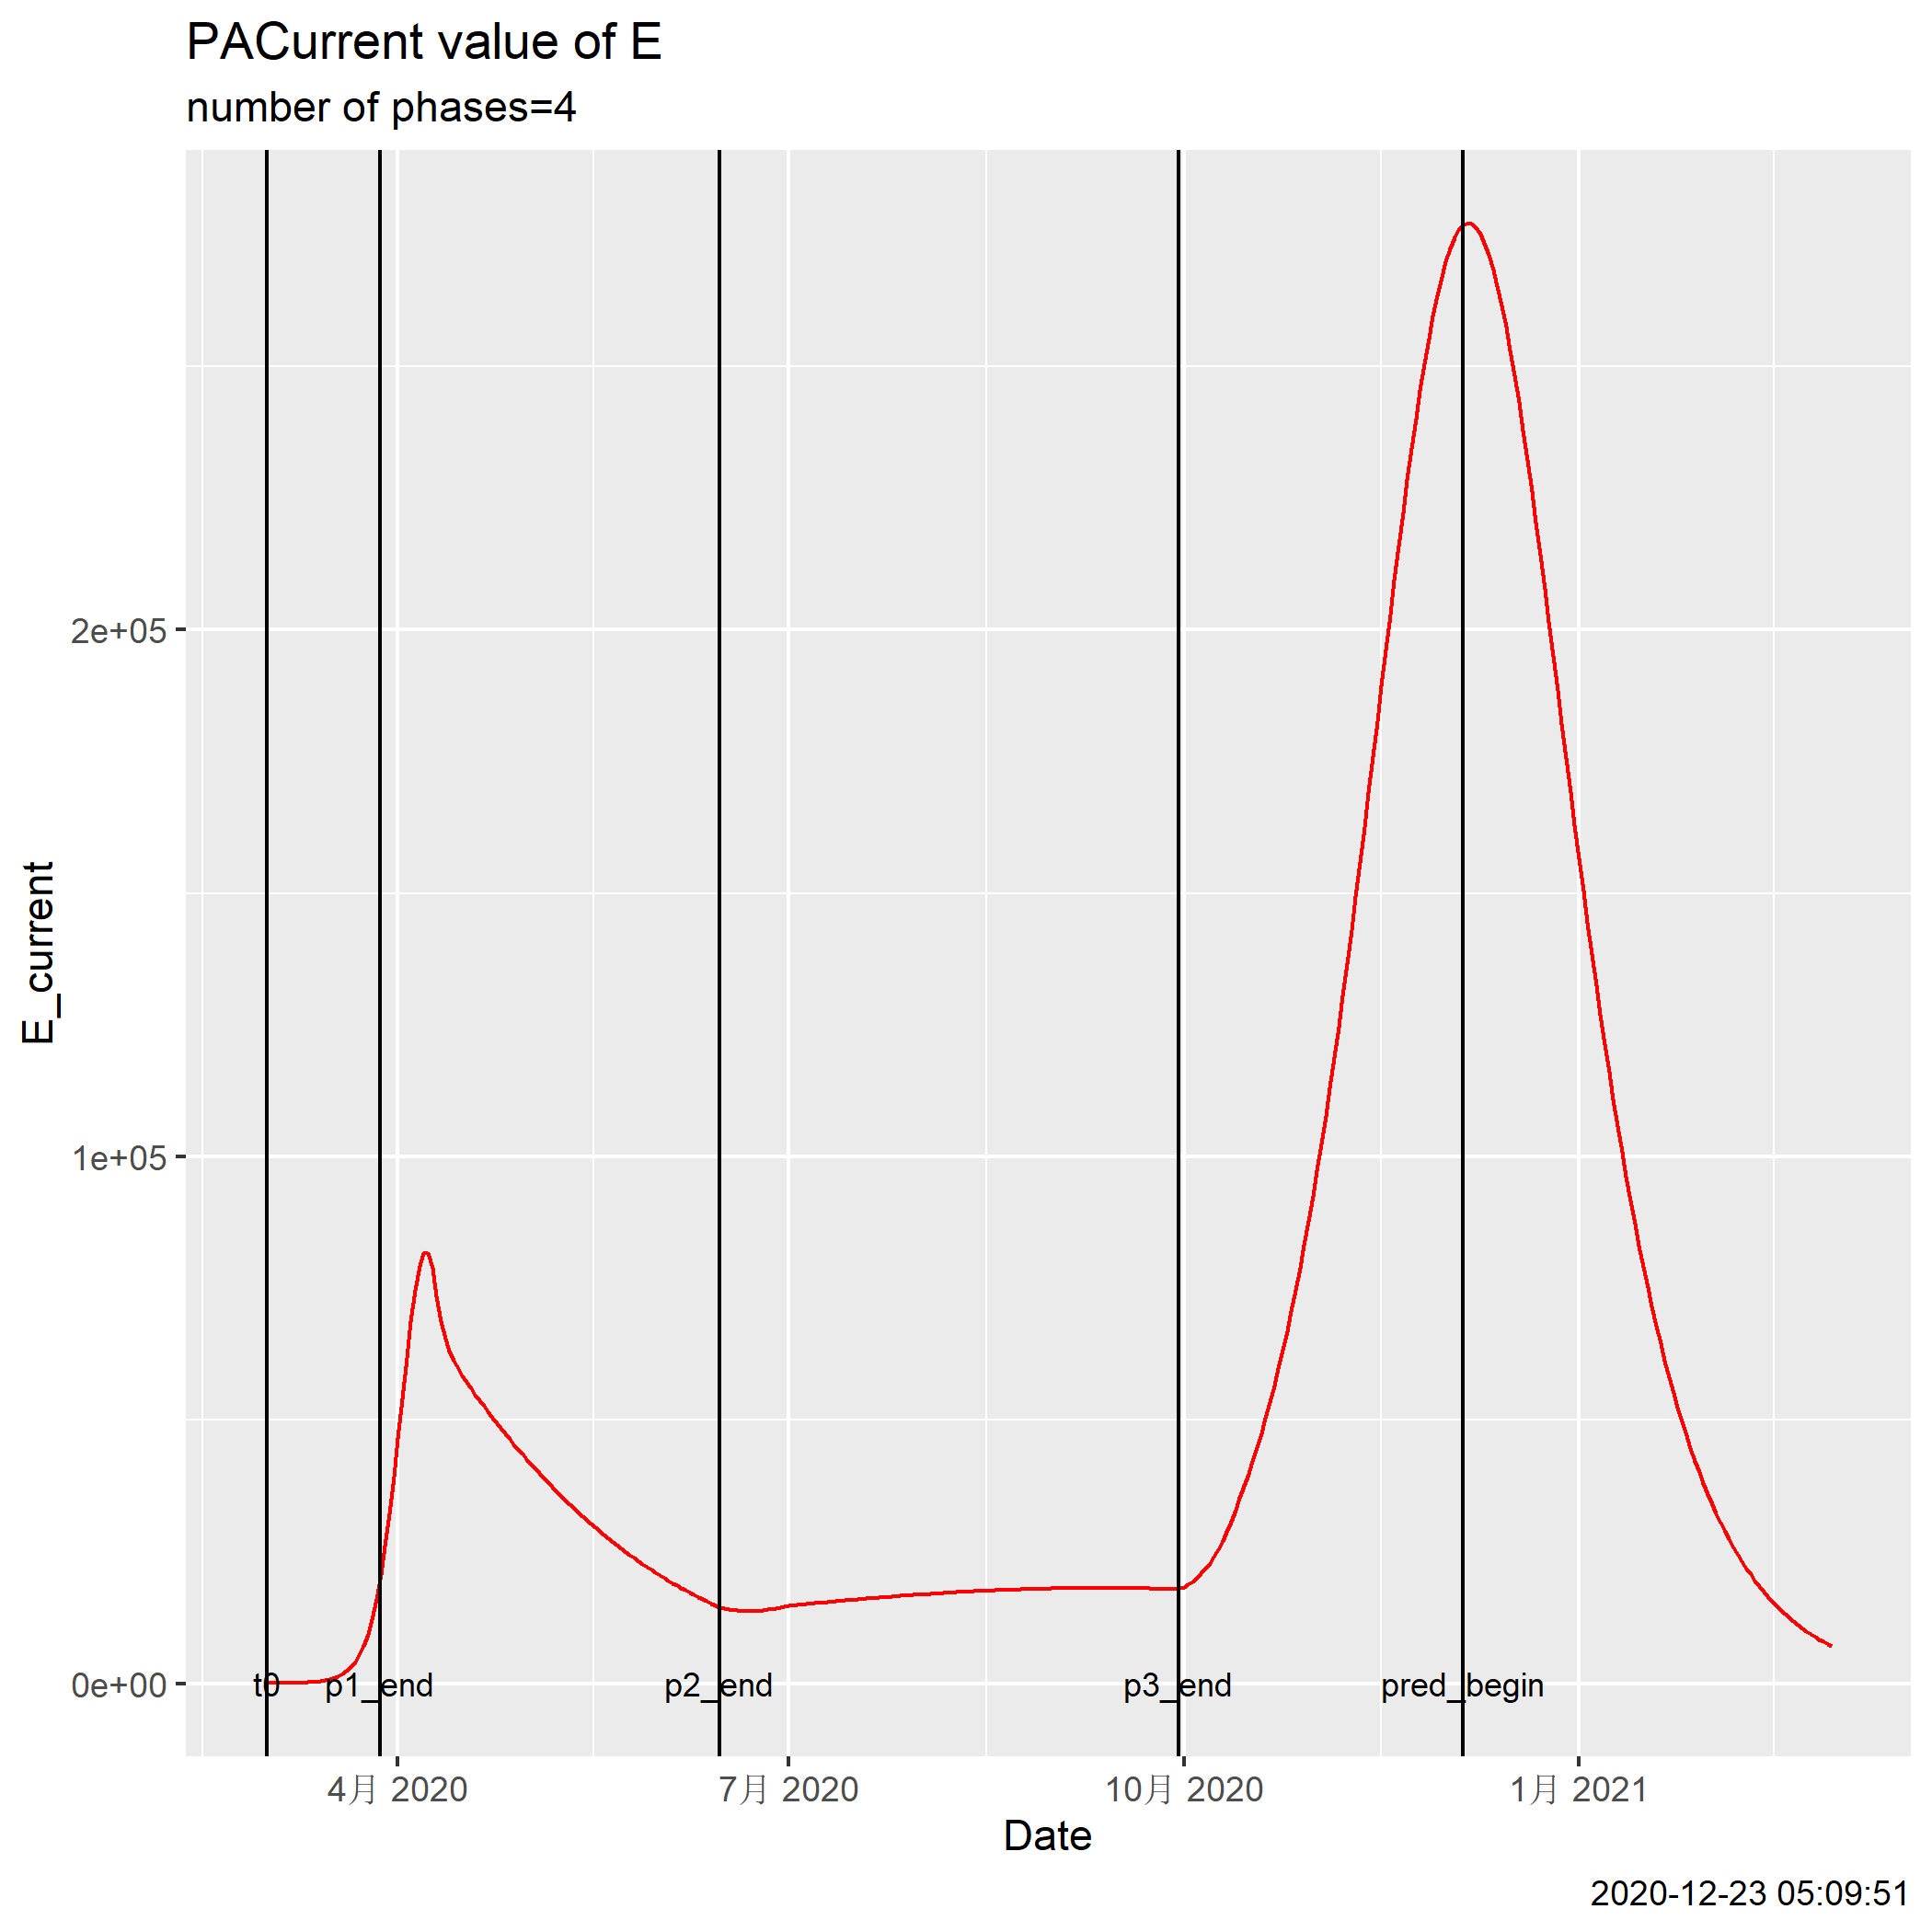 PACurrent value of E
number of phases=4
E_current
2e+05
1e+05
0e+00
t0 p1_end p2_end p3_end pred_begin
4月 2020 7月 2020 10月 2020 1月 2021
Date
2020-12-23 05:09:51